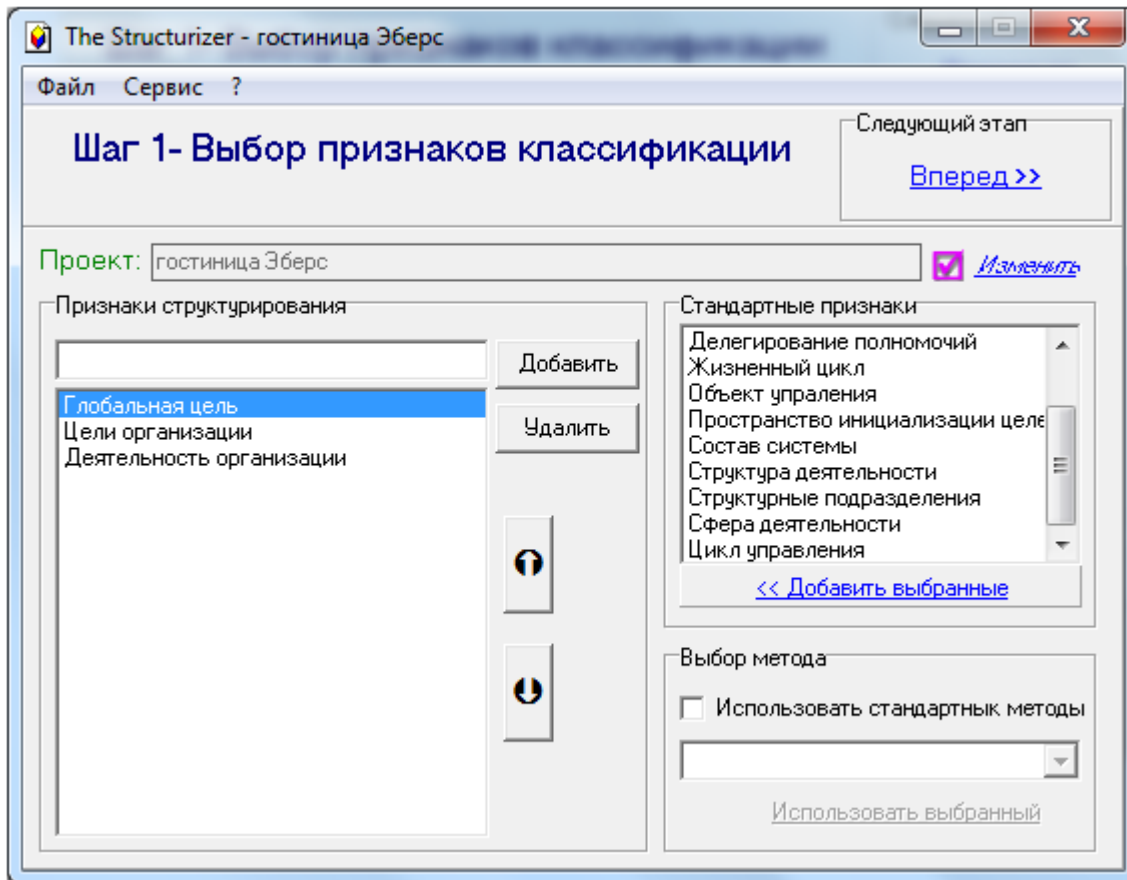 The Structurizer - гостиница Эберс
Файл Сервис ?
Шаг 1- Выбор признаков классификации
Следующий этап
Вперед >>
Проект: гостиница Эберс
Изменить
Признаки структурирования
Добавить
Удалить
Глобальная цель
Цели организации
Деятельность организации
Стандартные признаки
Делегирование полномочий
Жизненный цикл
Объект упраления
Пространство инициализации целе
Состав системы
Структура деятельности
Структурные подразделения
Сфера деятельности
Цикл управления
<< Добавить выбранные
Выбор метода
Использовать стандартнык методы
Использовать выбранный